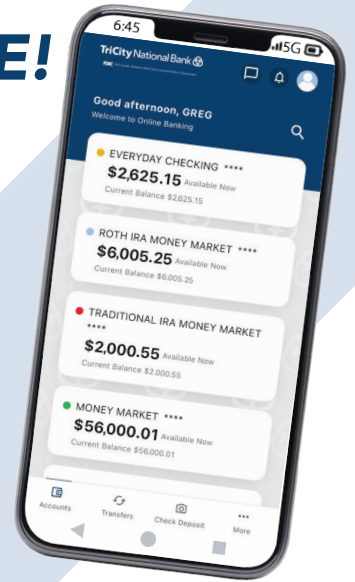 E!
6:45
5G
TriCity National Bank
FDIC
Good afternoon, GREG
Welcome to Online Banking
EVERYDAY CHECKING ****
$2,625.15 Available Now
Current Balance $2,625.15
ROTH IRA MONEY MARKET ****
$6,005.25 Available Now
Current Balance $6,005.25
TRADITIONAL IRA MONEY MARKET
****
$2,000.55 Available Now
Current Balance $2,000.55
MONEY MARKET ****
$56,000.01 Available Now
Current Balance $56,000.01
Accounts
Transfers
Check Deposit
More